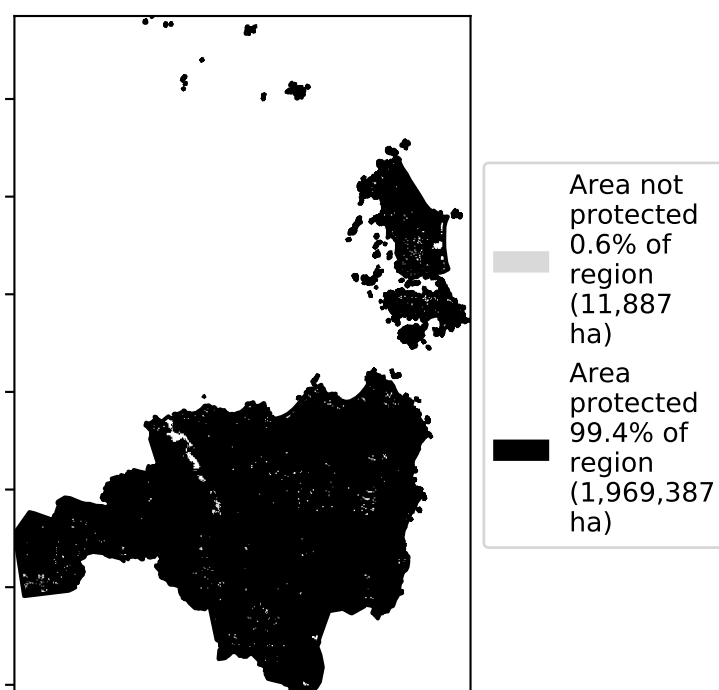 Area not
protected
0.6% of
region
(11,887
ha)
Area
protected
99.4% of
region
(1,969,387
ha)